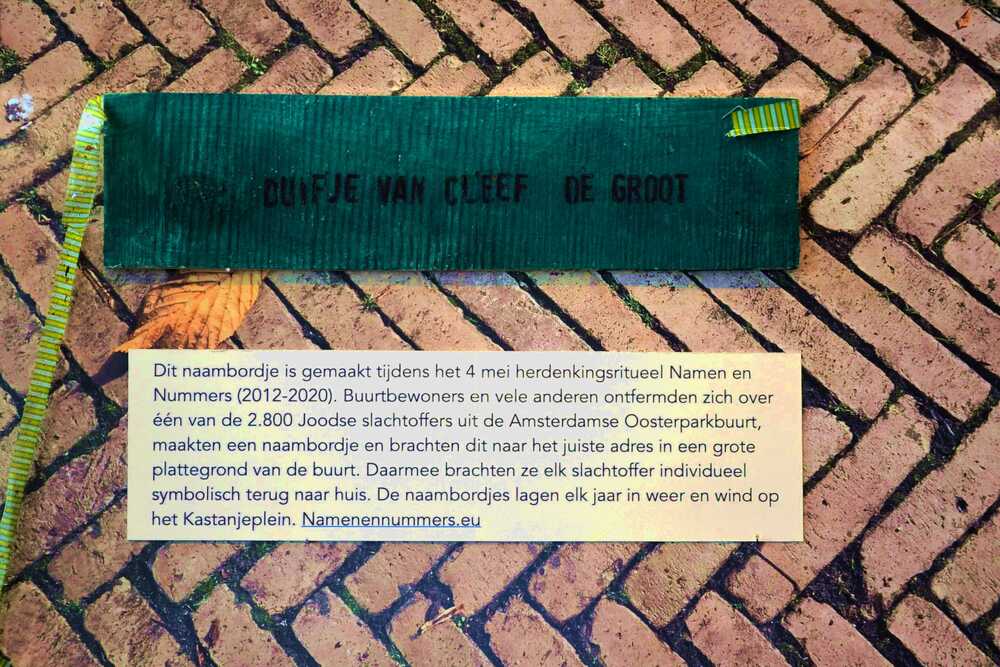 DUIFJE VAN CLEEF DE GROOT
Dit naambordje is gemaakt tijdens het 4 mei herdenkingsritueel Namen en
Nummers (2012-2020). Buurtbewoners en vele anderen ontfermden zich over
één van de 2.800 Joodse slachtoffers uit de Amsterdamse Oosterparkbuurt,
maakten een naambordje en brachten dit naar het juiste adres in een grote
plattegrond van de buurt. Daarmee brachten ze elk slachtoffer individueel
symbolisch terug naar huis. De naambordjes lagen elk jaar in weer en wind op
het Kastanjeplein. Namenennummers.eu